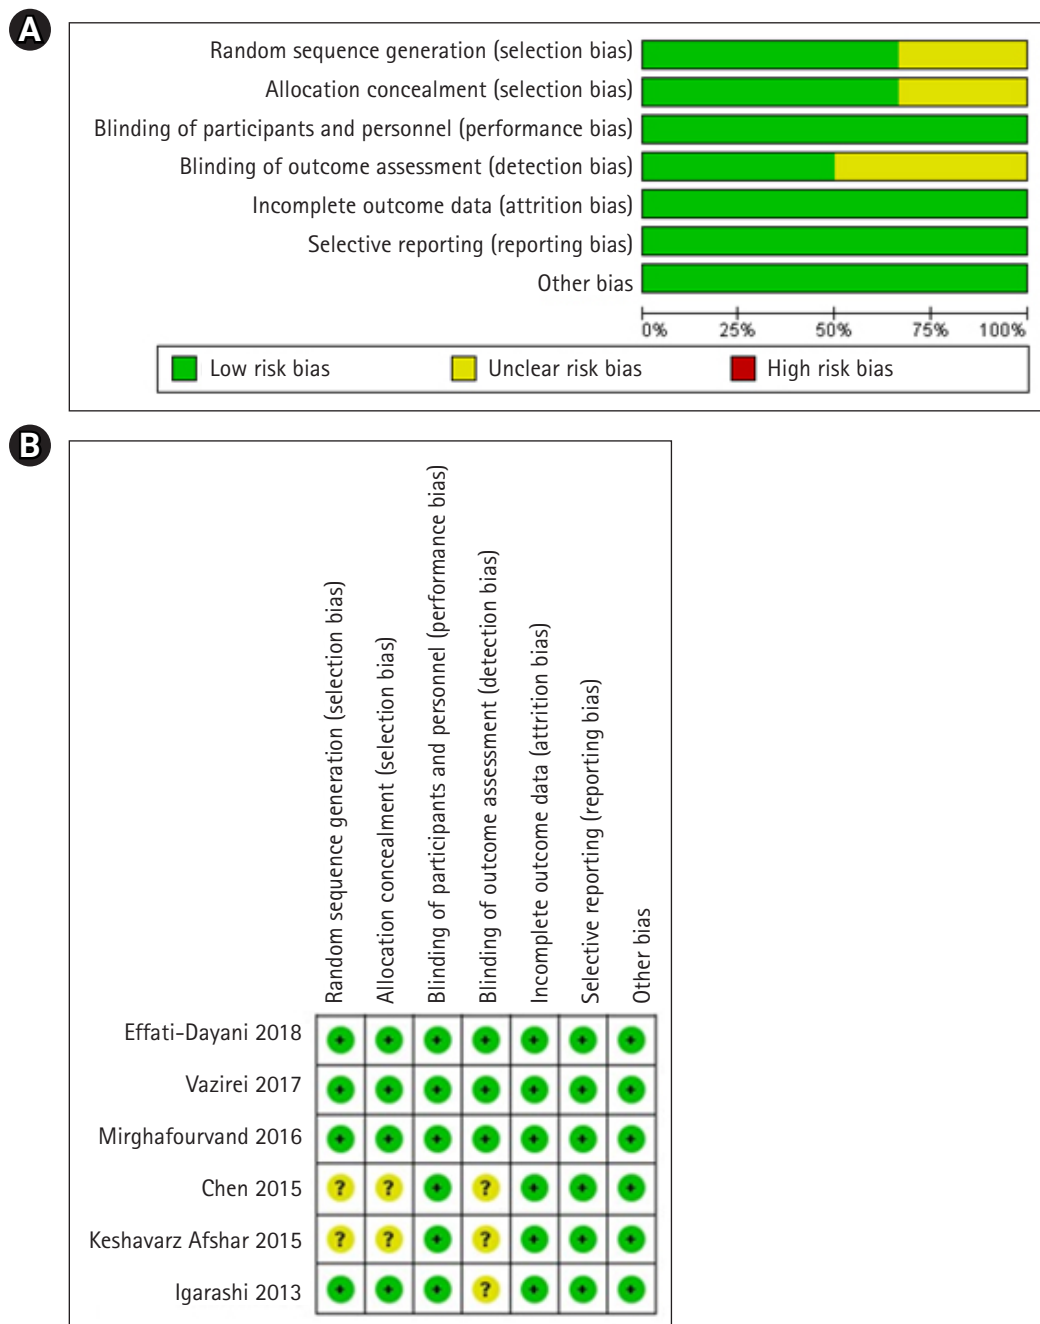 A
Random sequence generation (selection bias)
Allocation concealment (selection bias)
Blinding of participants and personnel (performance bias)
Blinding of outcome assessment (detection bias)
Incomplete outcome data (attrition bias)
Selective reporting (reporting bias)
Other bias
0% 25% 50% 75% 100%
Low risk bias Unclear risk bias High risk bias
B
Random sequence generation (selection bias)
Allocation concealment (selection bias)
Blinding of participants and personnel (performance bias)
Blinding of outcome assessment (detection bias)
Incomplete outcome data (attrition bias)
Selective reporting (reporting bias)
Other bias
Effati-Dayani 2018 + + + + + + +
Vazirei 2017 + + + + + + +
Mirghafourvand 2016 + + + + + + +
Chen 2015 ? ? + ? + + +
Keshavarz Afshar 2015 ? ? + ? + + +
Igarashi 2013 + + + ? + + +